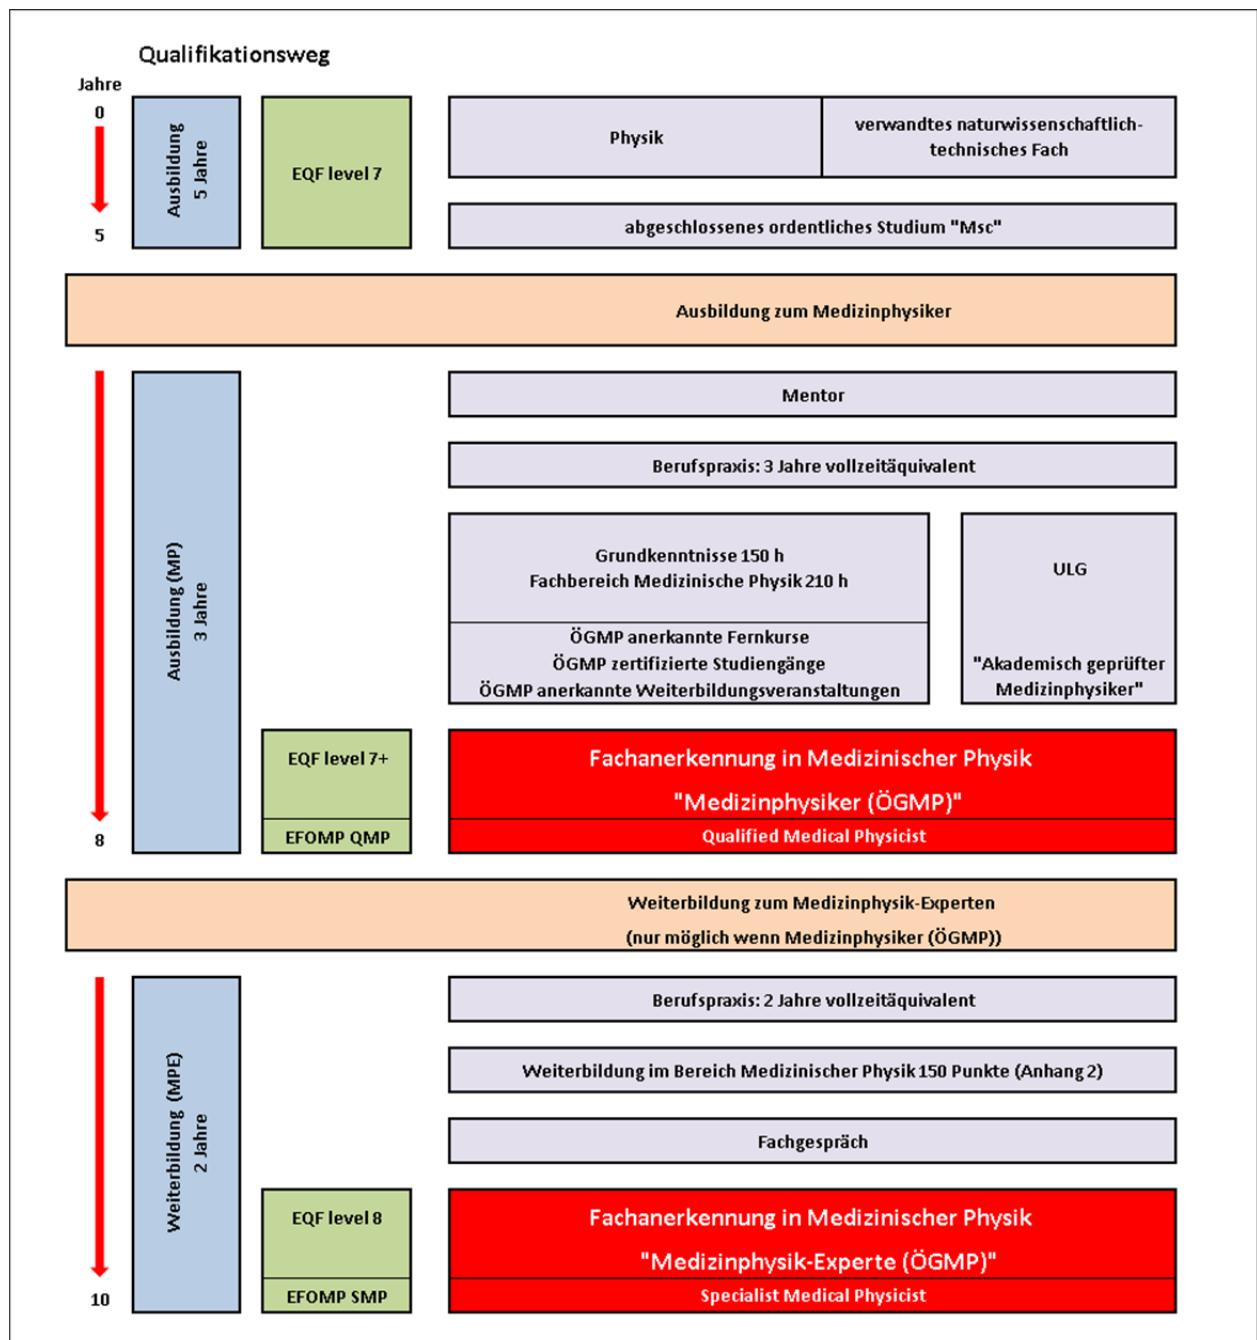 Qualifikationsweg
Jahre
0
5
Ausbildung
5 Jahre
EQF level 7
Physik
verwandtes naturwissenschaftlich-
technisches Fach
abgeschlossenes ordentliches Studium "Msc"
Ausbildung zum Medizinphysiker
Ausbildung (MP)
3 Jahre
8
Mentor
Berufspraxis: 3 Jahre vollzeitäquivalent
Grundkenntnisse 150 h
Fachbereich Medizinische Physik 210 h
ÖGMP anerkannte Fernkurse
ÖGMP zertifizierte Studiengänge
ÖGMP anerkannte Weiterbildungsveranstaltungen
ULG
"Akademisch geprüfter
Medizinphysiker"
EQF level 7+
EFOMP QMP
Fachanerkennung in Medizinischer Physik
"Medizinphysiker (ÖGMP)"
Qualified Medical Physicist
Weiterbildung zum Medizinphysik-Experten
(nur möglich wenn Medizinphysiker (ÖGMP))
Weiterbildung (MPE)
2 Jahre
10
Berufspraxis: 2 Jahre vollzeitäquivalent
Weiterbildung im Bereich Medizinischer Physik 150 Punkte (Anhang 2)
Fachgespräch
EQF level 8
EFOMP SMP
Fachanerkennung in Medizinischer Physik
"Medizinphysik-Experte (ÖGMP)"
Specialist Medical Physicist